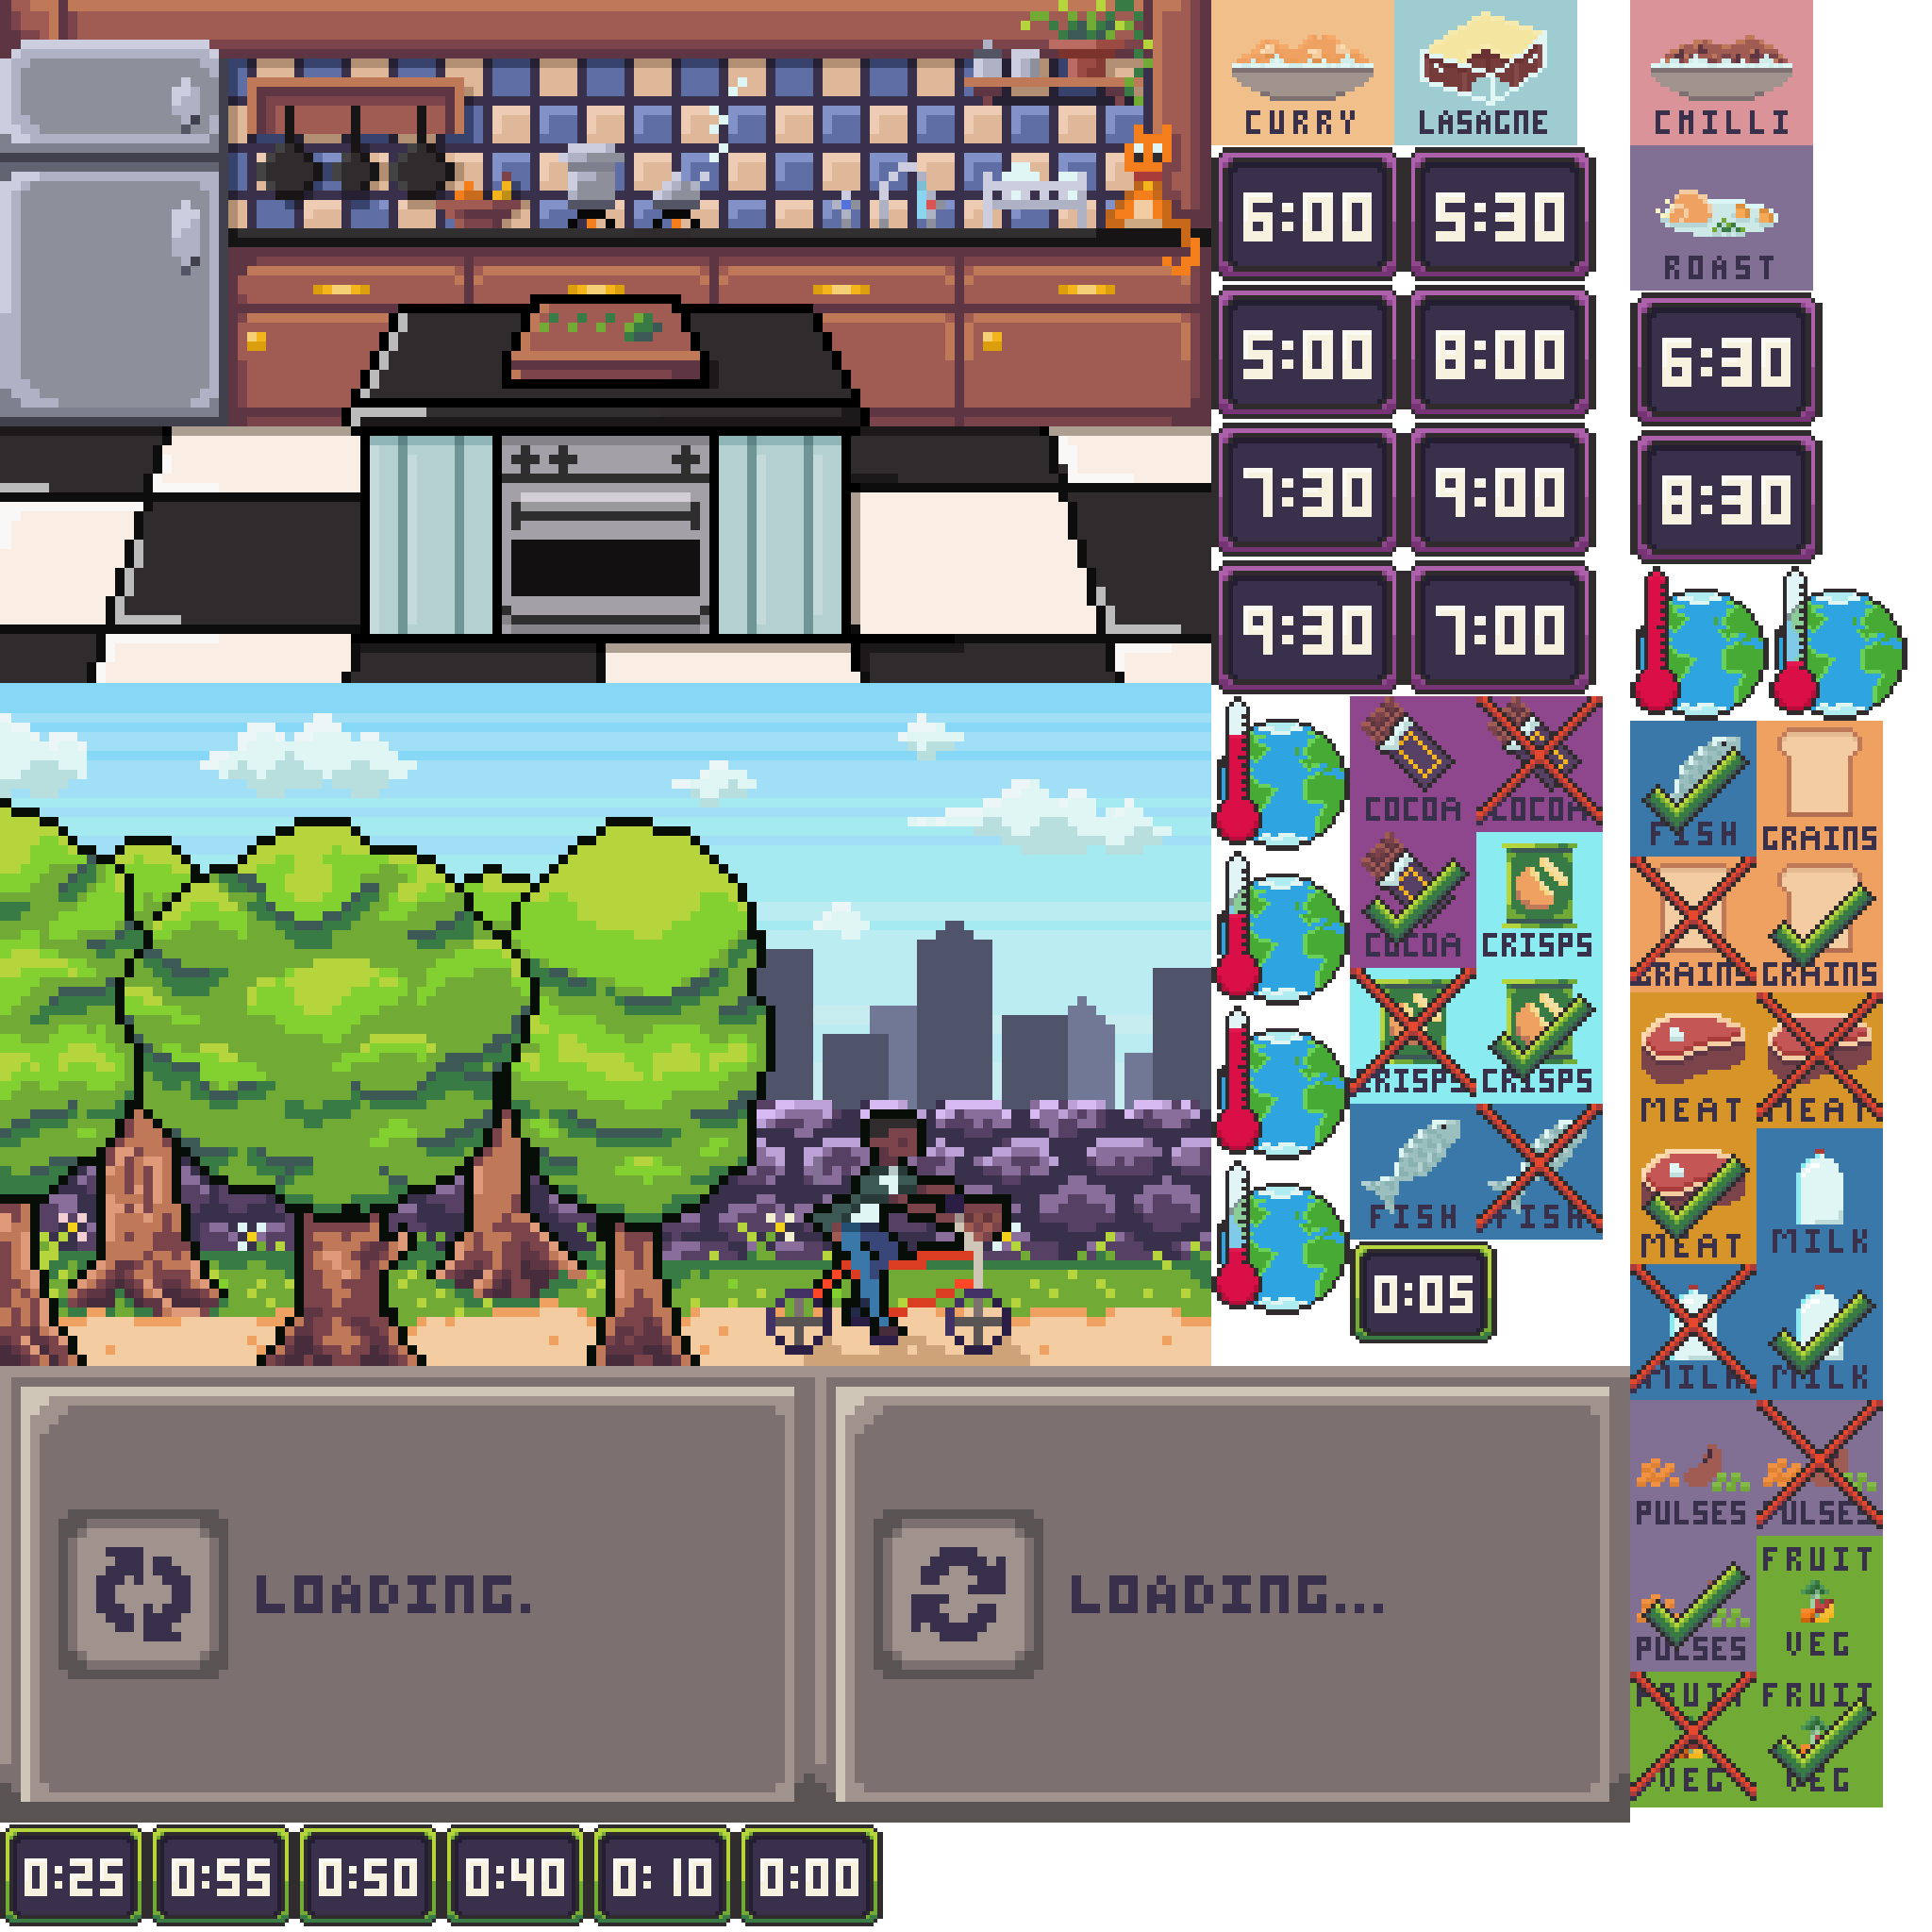 CURRY
LASAGNE
CHILLI
ROAST
6:00
5:30
5:00
8:00
6:30
7:30
9:00
8:30
9:30
7:00
COCOA
COCOA
FISH
GRAINS
COCOA
CRISPS
GRAINS
GRAINS
CRISPS
CRISPS
MEAT
MEAT
FISH
FISH
MEAT
MILK
0:05
MILK
MILK
PULSES
PULSES
LOADING.
LOADING...
PULSES
FRUIT
VEG
FRUIT
VEG
FRUIT
VEG
0:25
0:55
0:50
0:40
0:10
0:00